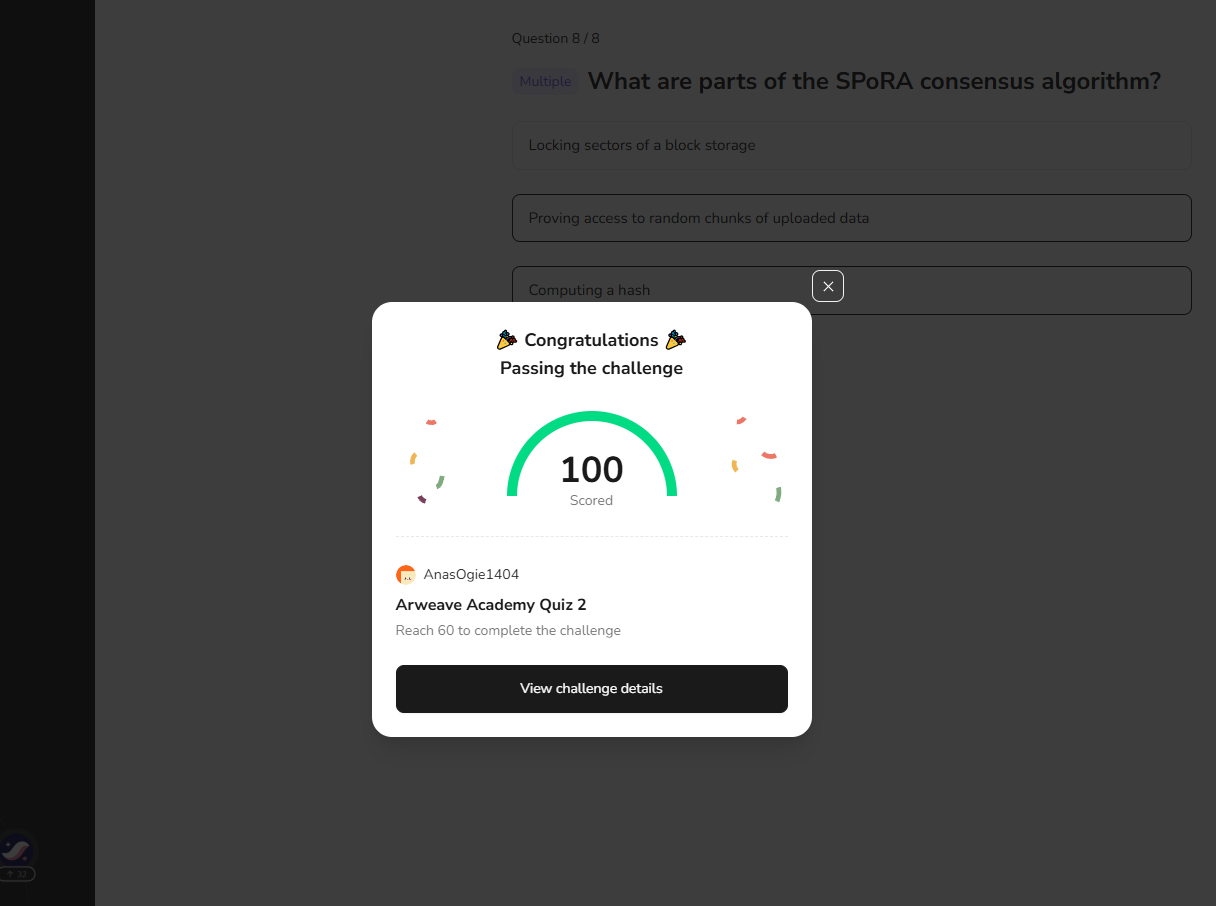 Question 8 / 8
Multiple What are parts of the SPoRA consensus algorithm?
Locking sectors of a block storage
Proving access to random chunks of uploaded data
Computing a hash
Congratulations
Passing the challenge
100
Scored
AnasOgie1404
Arweave Academy Quiz 2
Reach 60 to complete the challenge
View challenge details
32